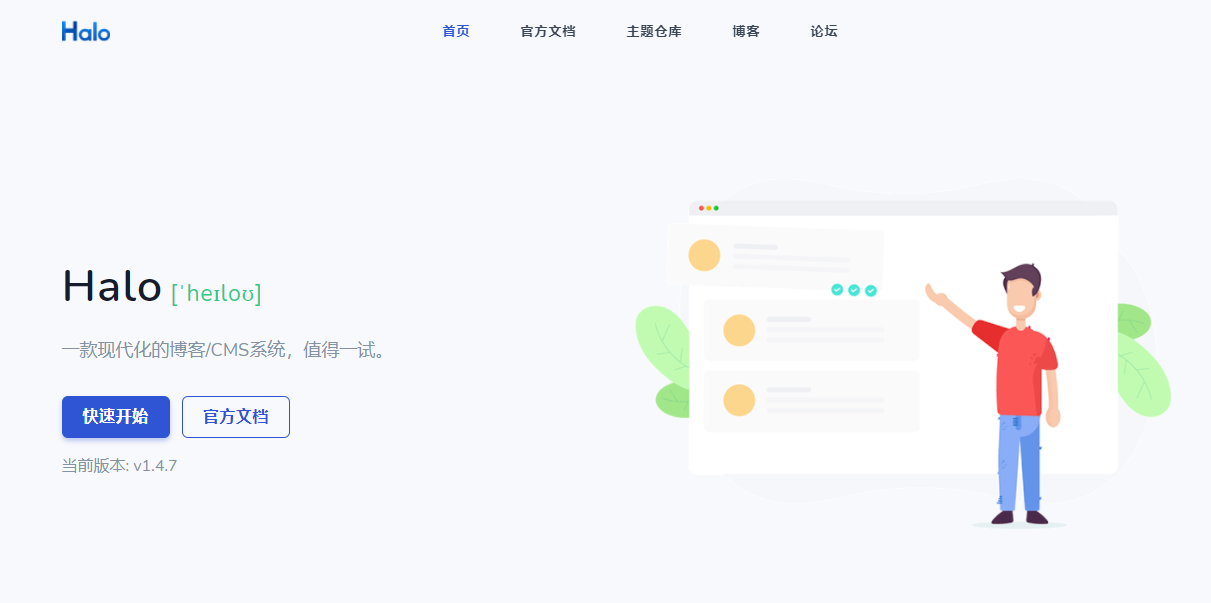 Halo
首页 官方文档 主题仓库 博客 论坛
Halo [ˈheɪloʊ]
一款现代化的博客/CMS系统，值得一试。
快速开始 官方文档
当前版本: v1.4.7